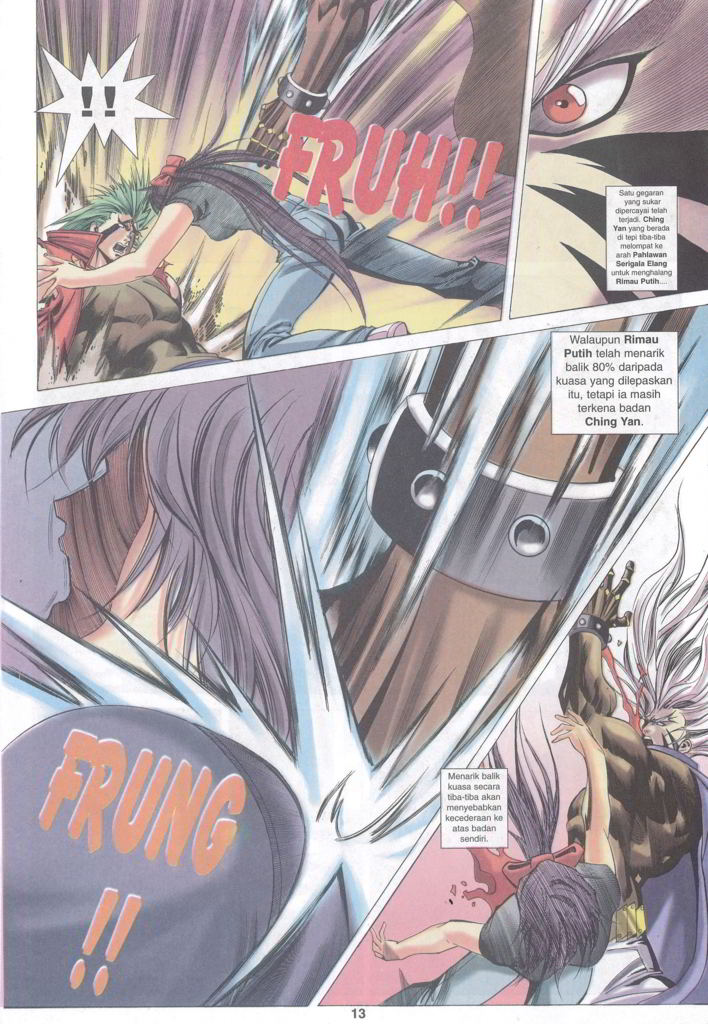 !!
FRUH!!
Satu gegaran
yang sukar
dipercayai telah
terjadi. Ching
Yan yang berada
di tepi tiba-tiba
melompat ke
arah Pahlawan
Serigala Elang
untuk menghalang
Rimau Putih....
Walaupun Rimau
Putih telah menarik
balik 80% daripada
kuasa yang dilepaskan
itu, tetapi ia masih
terkena badan
Ching Yan.
FRUNG
!!
Menarik balik
kuasa secara
tiba-tiba akan
menyebabkan
kecederaan ke
atas badan
sendiri.
13